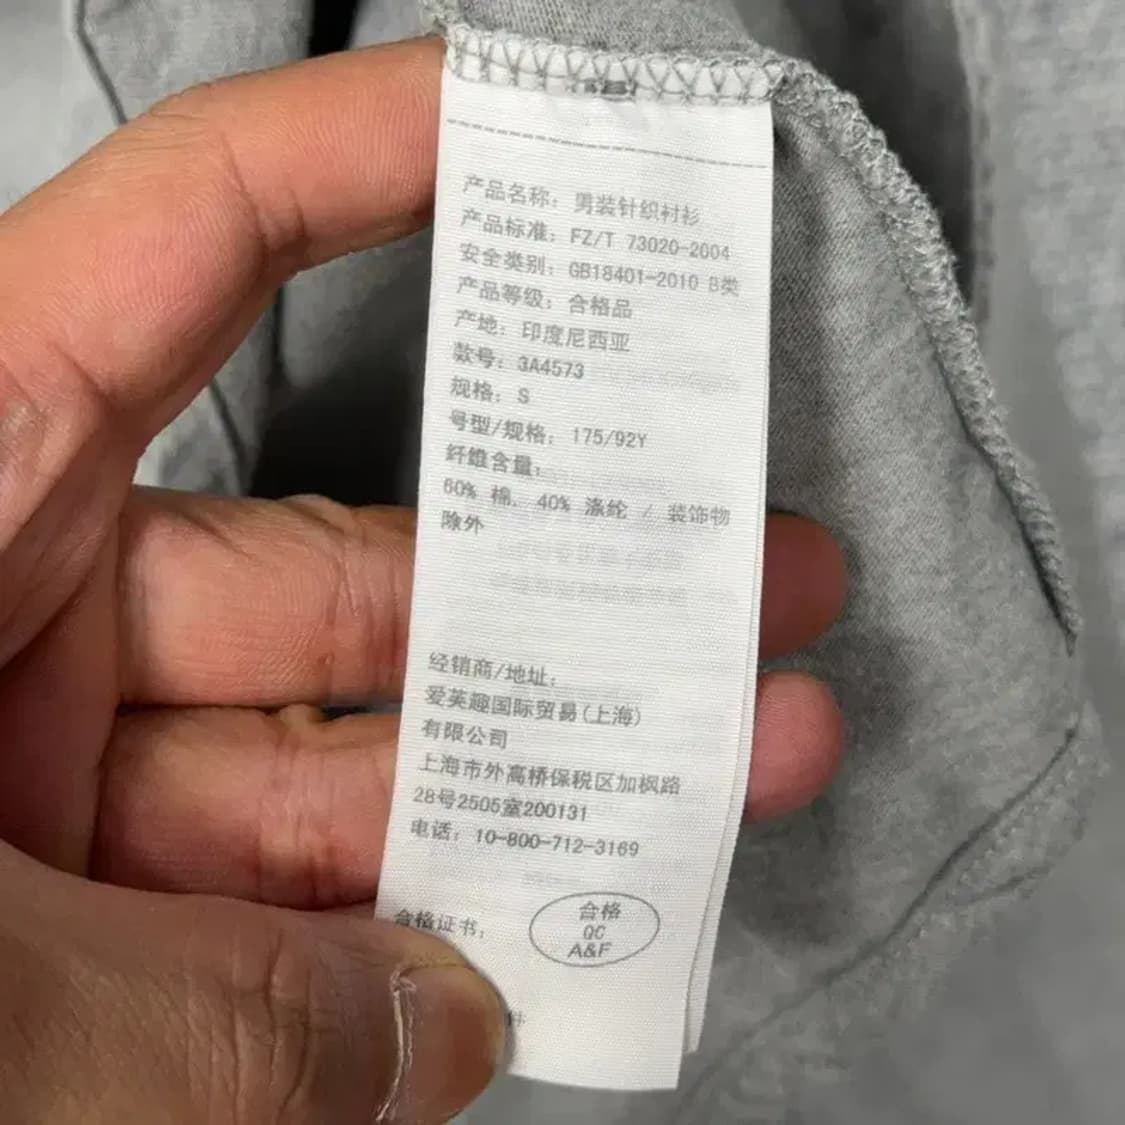 产品名称：男装针织衬衫
产品标准：FZ/T 73020-2004
安全类别：GB18401-2010 B类
产品等级：合格品
产地：印度尼西亚
款号：3A4573
规格：S
号型/规格：175/92Y
纤维含量：
60% 棉，40% 涤纶 / 装饰物
除外
经销商/地址：
爱芙趣国际贸易(上海)
有限公司
上海市外高桥保税区加枫路
28号2505室200131
电话：10-800-712-3169
合格证书：
合格
QC
A&F
件